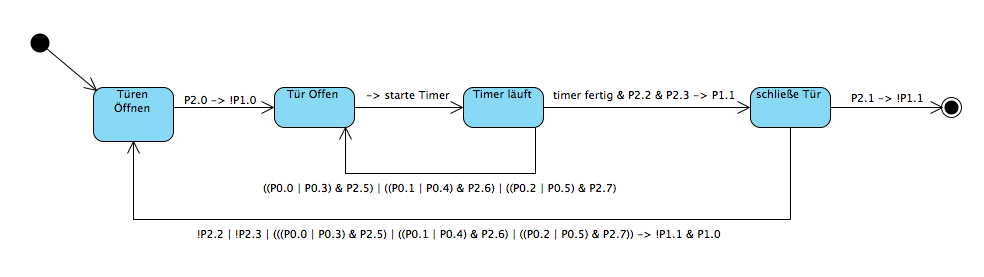 Türen
Öffnen
P2.0 -> !P1.0
Tür Offen
-> starte Timer
Timer läuft
timer fertig & P2.2 & P2.3 -> P1.1
schließe Tür
P2.1 -> !P1.1
((P0.0 | P0.3) & P2.5) | ((P0.1 | P0.4) & P2.6) | ((P0.2 | P0.5) & P2.7)
!P2.2 | !P2.3 | (((P0.0 | P0.3) & P2.5) | ((P0.1 | P0.4) & P2.6) | ((P0.2 | P0.5) & P2.7)) -> !P1.1 & P1.0